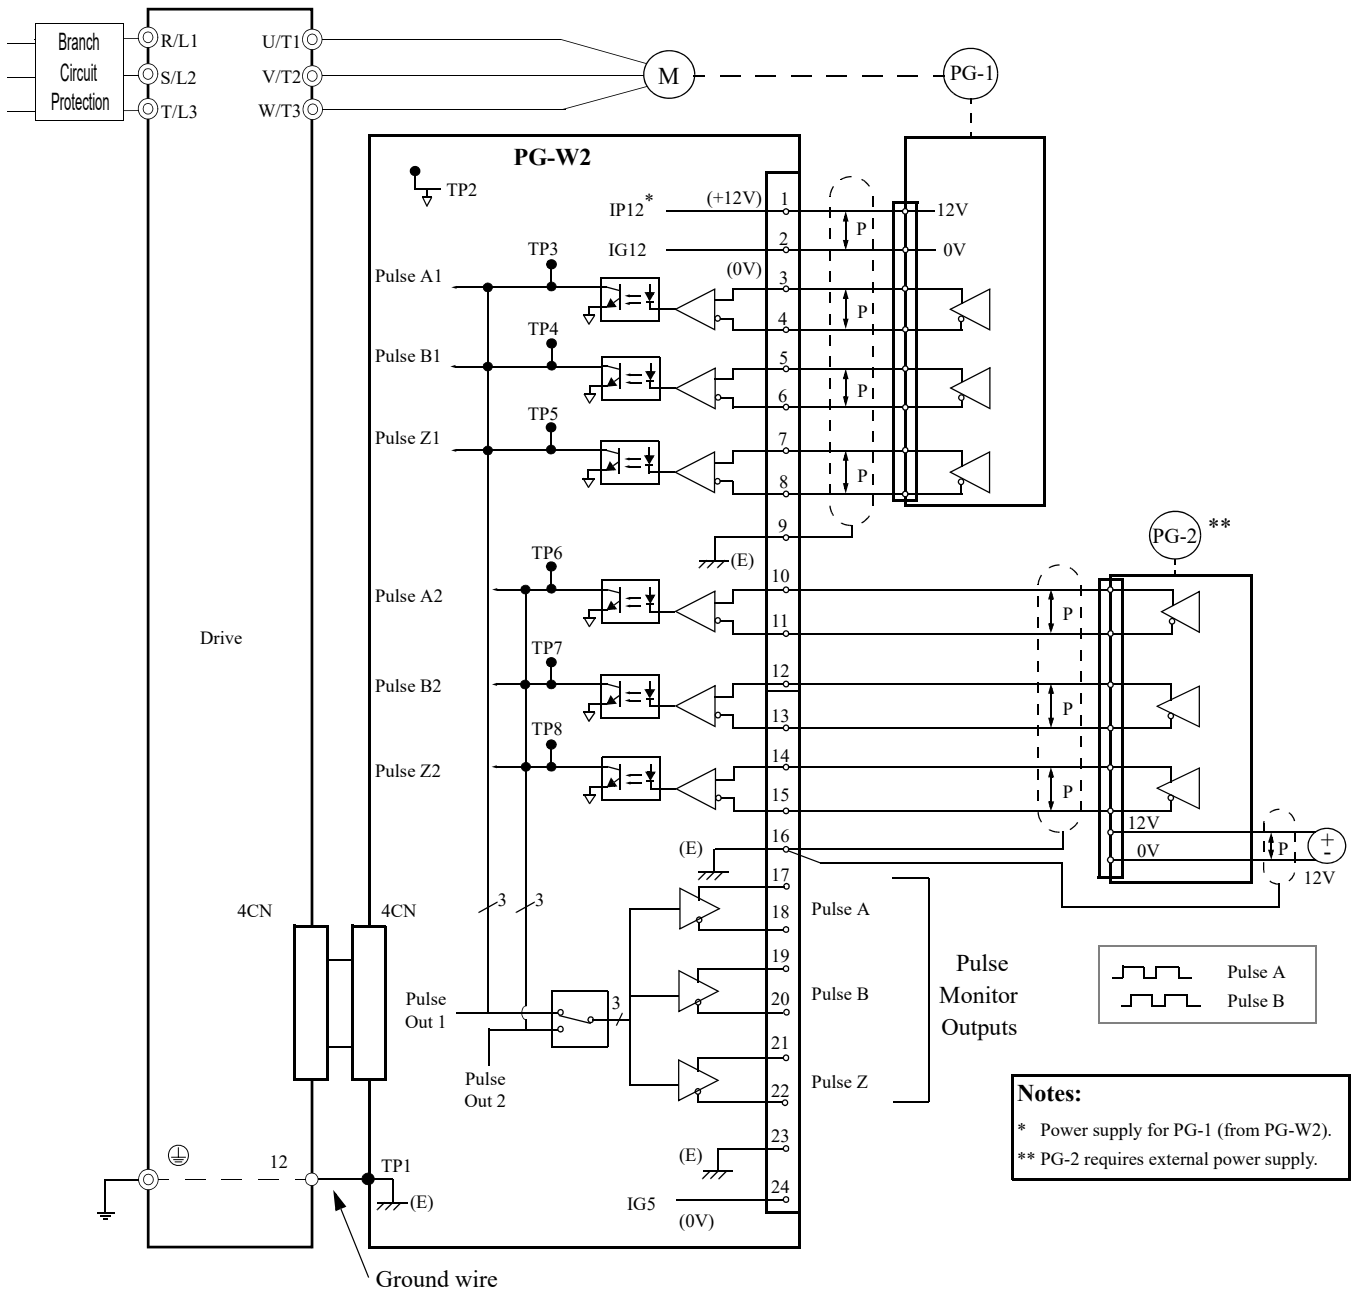 Branch
Circuit
Protection
R/L1
S/L2
T/L3
U/T1
V/T2
W/T3
M
PG-1
PG-W2
TP2
IP12*
(+12V)
1
12V
P
IG12
2
0V
(0V)
Pulse A1
TP3
3
4
P
Pulse B1
TP4
5
6
P
Pulse Z1
TP5
7
8
P
9
(E)
PG-2 **
Drive
Pulse A2
TP6
10
11
P
Pulse B2
TP7
12
13
P
Pulse Z2
TP8
14
15
P
12V
0V
P
+
-
12V
(E)
16
3
3
17
18
Pulse A
4CN
4CN
19
20
Pulse B
Pulse
Out 1
3
Pulse
Out 2
21
22
Pulse Z
Pulse
Monitor
Outputs
Pulse A
Pulse B
(E)
23
IG5
24
(0V)
12
TP1
(E)
Ground wire
Notes:
* Power supply for PG-1 (from PG-W2).
** PG-2 requires external power supply.